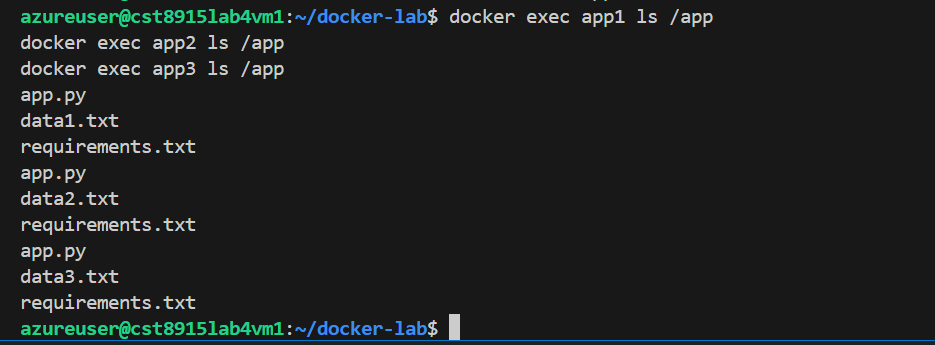 azureuser@cst8915lab4vm1:~/docker-lab$ docker exec app1 ls /app
docker exec app2 ls /app
docker exec app3 ls /app
app.py
data1.txt
requirements.txt
app.py
data2.txt
requirements.txt
app.py
data3.txt
requirements.txt
azureuser@cst8915lab4vm1:~/docker-lab$